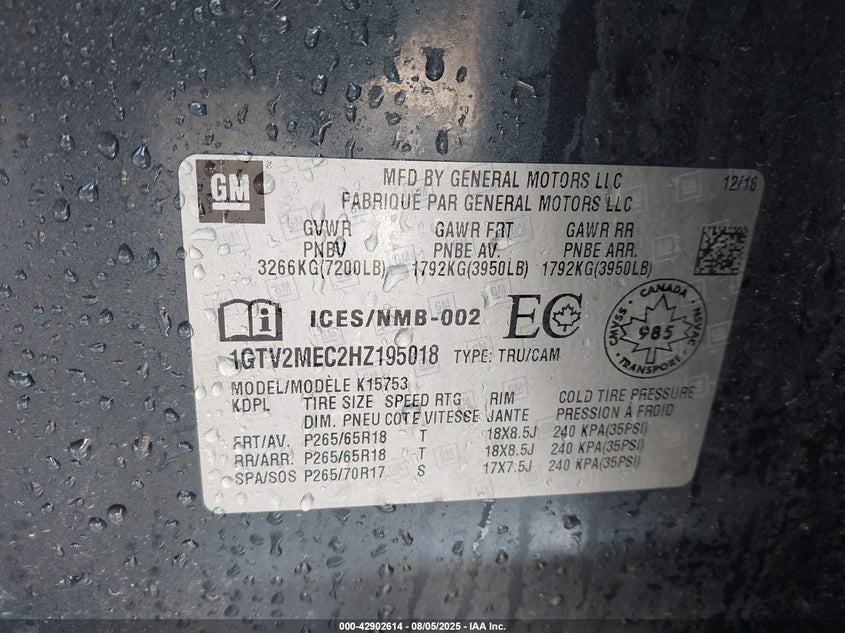 GM
MFD BY GENERAL MOTORS LLC
12/16
FABRIQUÉ PAR GENERAL MOTORS LLC
GVWR GAWR FRT GAWR RR
PNBV PNBE AV. PNBE ARR.
3266KG(7200LB) 1792KG(3950LB) 1792KG(3950LB)
ICES/NMB-002 EC
CANADA
CMVSS 985 NSVAC
TRANSPORT
1GTV2MEC2HZ195018 TYPE: TRU/CAM
MODEL/MODÈLE K15753
KDPL TIRE SIZE SPEED RTG RIM COLD TIRE PRESSURE
DIM. PNEU COTE VITESSE JANTE PRESSION À FROID
FRT/AV. P265/65R18 T 18X8.5J 240 KPA(35PSI)
RR/ARR. P265/65R18 T 18X8.5J 240 KPA(35PSI)
SPA/SOS P265/70R17 S 17X7.5J 240 KPA(35PSI)
000-42902614 - 08/05/2025 - IAA Inc.